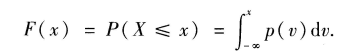 F(x) = P(X ⩽ x) = ∫_{-∞}^{x} p(v)dv.